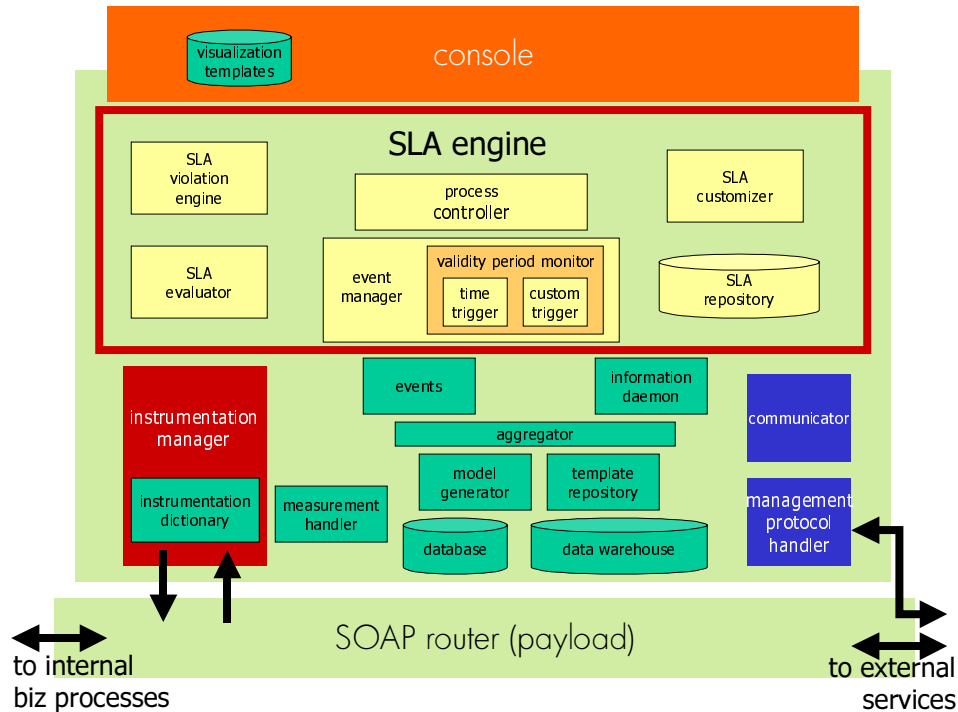 console
visualization
templates
SLA engine
SLA
violation
engine
process
controller
SLA
customizer
SLA
evaluator
event
manager
validity period monitor
time
trigger
custom
trigger
SLA
repository
events
information
daemon
instrumentation
manager
communicator
aggregator
model
generator
template
repository
instrumentation
dictionary
measurement
handler
management
protocol
handler
database
data warehouse
SOAP router (payload)
to internal
biz processes
to external
services